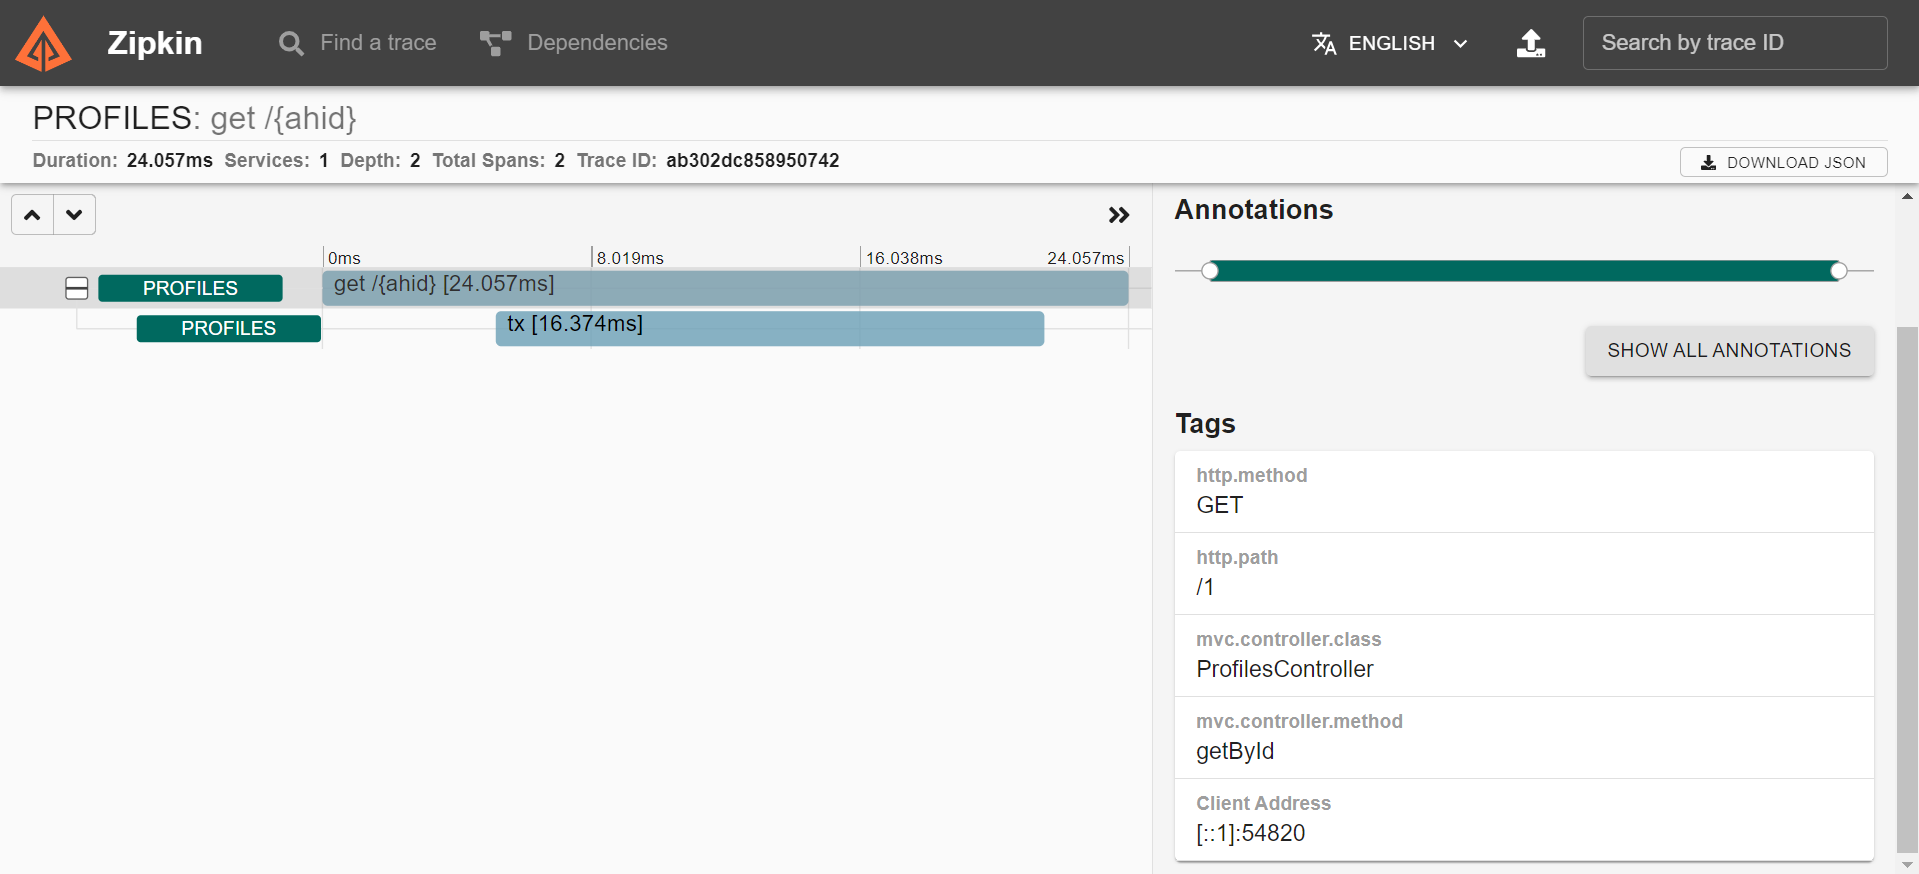 Zipkin
Find a trace
Dependencies
ENGLISH
Search by trace ID
PROFILES: get /{ahid}
Duration: 24.057ms Services: 1 Depth: 2 Total Spans: 2 Trace ID: ab302dc858950742
DOWNLOAD JSON
0ms 8.019ms 16.038ms 24.057ms
PROFILES get /{ahid} [24.057ms]
PROFILES tx [16.374ms]
Annotations
SHOW ALL ANNOTATIONS
Tags
http.method
GET
http.path
/1
mvc.controller.class
ProfilesController
mvc.controller.method
getById
Client Address
[::1]:54820